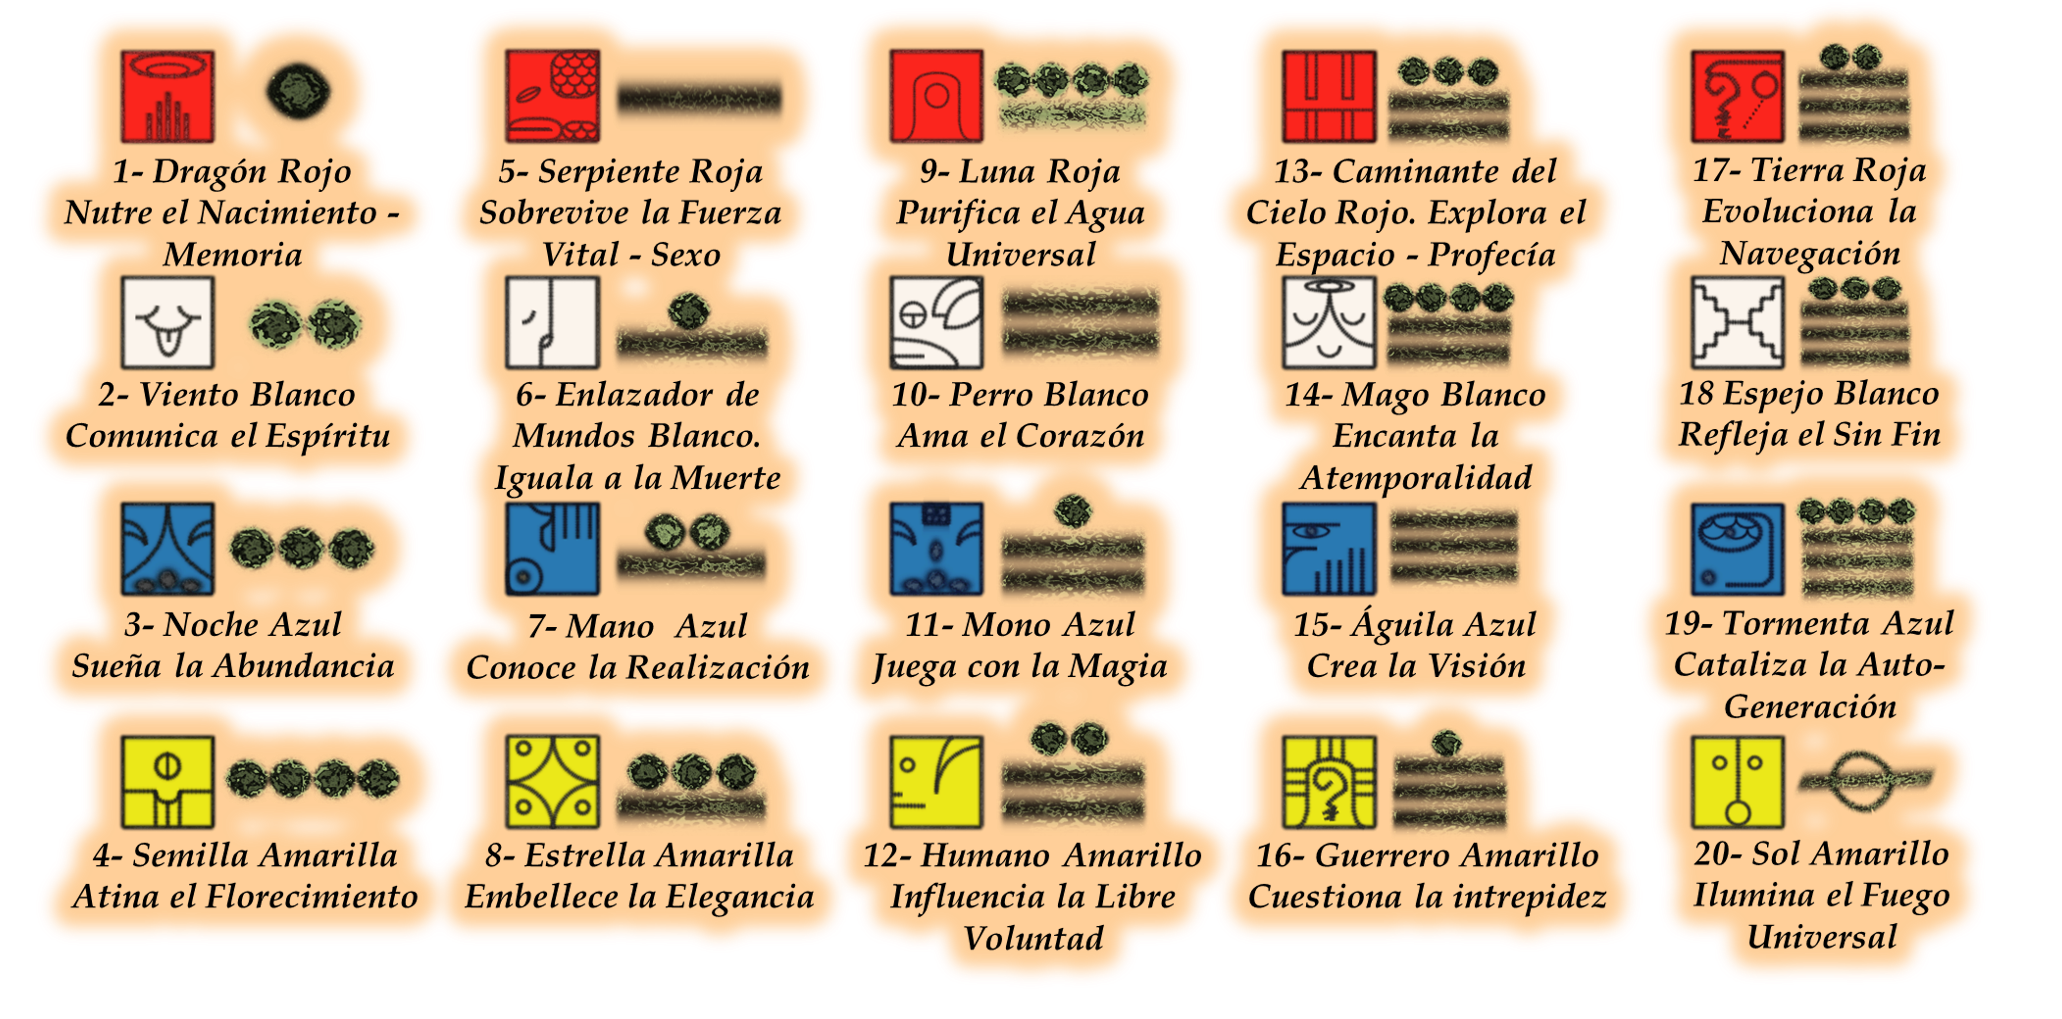 1- Dragón Rojo
Nutre el Nacimiento -
Memoria
5- Serpiente Roja
Sobrevive la Fuerza
Vital - Sexo
9- Luna Roja
Purifica el Agua
Universal
13- Caminante del
Cielo Rojo. Explora el
Espacio - Profecía
17- Tierra Roja
Evoluciona la
Navegación
2- Viento Blanco
Comunica el Espíritu
6- Enlazador de
Mundos Blanco.
Iguala a la Muerte
10- Perro Blanco
Ama el Corazón
14- Mago Blanco
Encanta la
Atemporalidad
18 Espejo Blanco
Refleja el Sin Fin
3- Noche Azul
Sueña la Abundancia
7- Mano  Azul
Conoce la Realización
11- Mono Azul
Juega con la Magia
15- Águila Azul
Crea la Visión
19- Tormenta Azul
Cataliza la Auto-
Generación
4- Semilla Amarilla
Atina el Florecimiento
8- Estrella Amarilla
Embellece la Elegancia
12- Humano Amarillo
Influencia la Libre
Voluntad
16- Guerrero Amarillo
Cuestiona la intrepidez
20- Sol Amarillo
Ilumina el Fuego
Universal